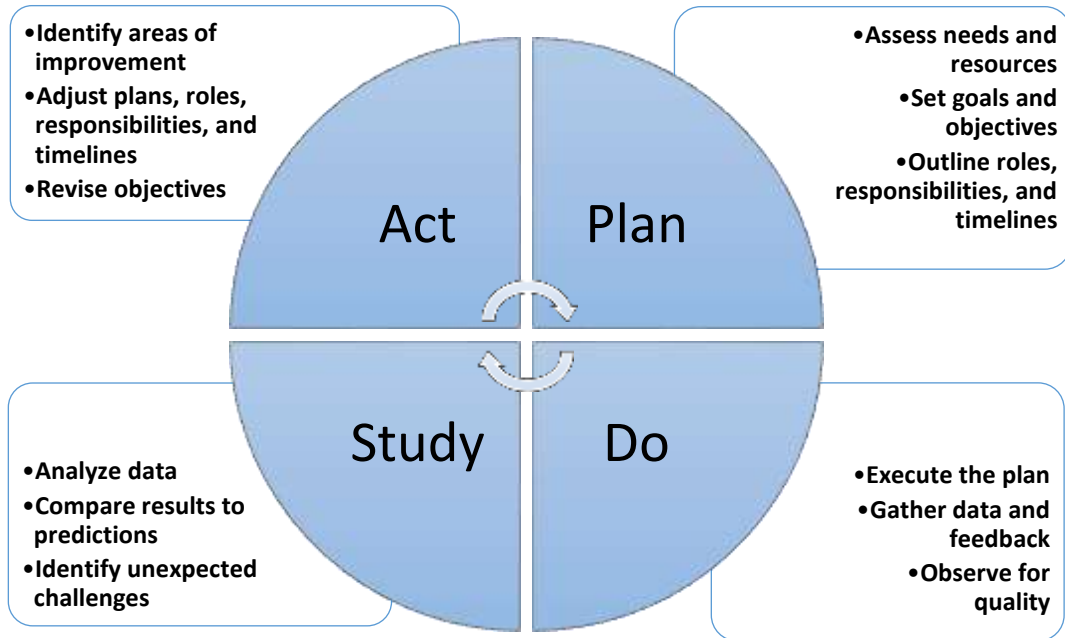 •Identify areas of
improvement
•Adjust plans, roles,
responsibilities, and
timelines
•Revise objectives
Act
•Assess needs and
resources
•Set goals and
objectives
•Outline roles,
responsibilities, and
timelines
Plan
•Analyze data
•Compare results to
predictions
•Identify unexpected
challenges
Study
•Execute the plan
•Gather data and
feedback
•Observe for
quality
Do